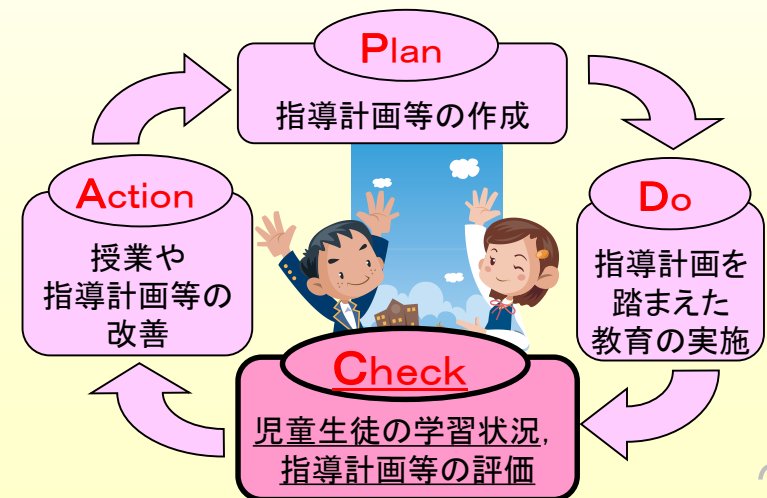 Plan
指導計画等の作成
Do
指導計画を
踏まえた
教育の実施
Check
児童生徒の学習状況,
指導計画等の評価
Action
授業や
指導計画等の
改善